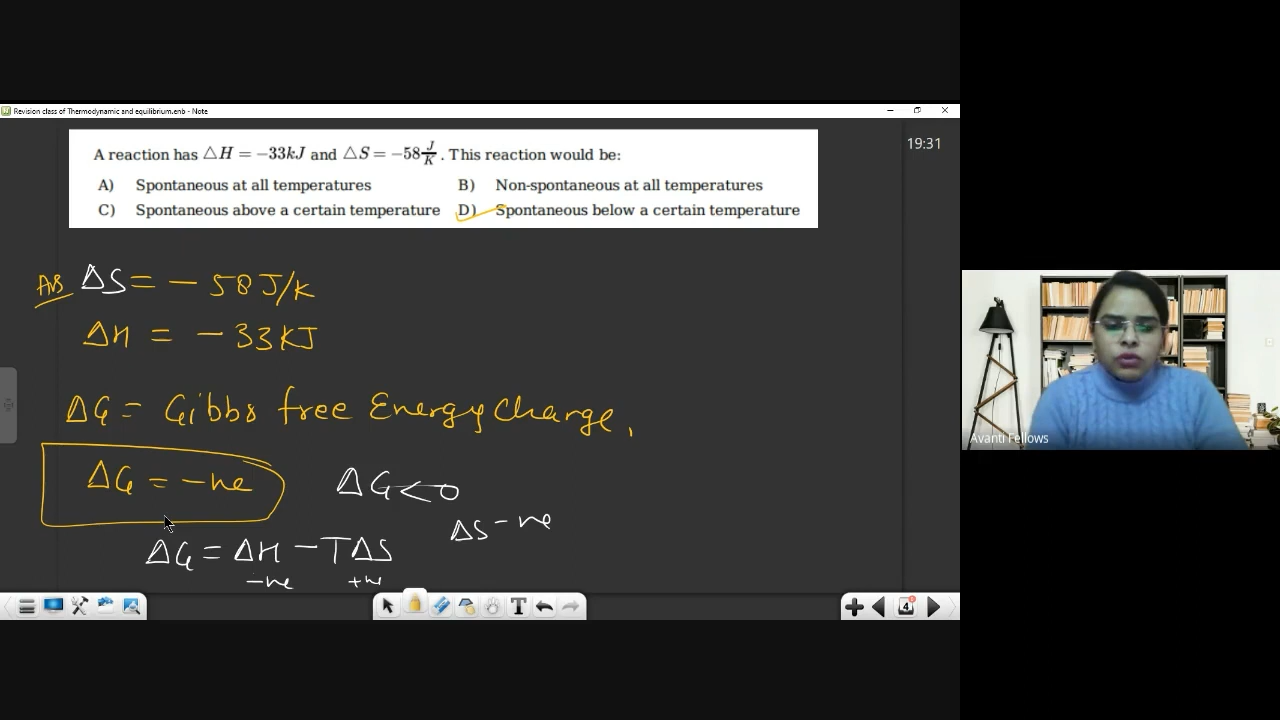 Revision class of Thermodynamic and equilibrium.enb - Note
19:31
A reaction has △H = −33kJ and △S = −58 J/K . This reaction would be:
A) Spontaneous at all temperatures B) Non-spontaneous at all temperatures
C) Spontaneous above a certain temperature D) Spontaneous below a certain temperature
ΔS = − 58 J/K
ΔH = − 33 KJ
ΔG = Gibbs free Energy Change,
ΔG = −ve ΔG < 0
ΔS − ve
ΔG = ΔH − TΔS
−ve +ve
Avanti Fellows
T
4